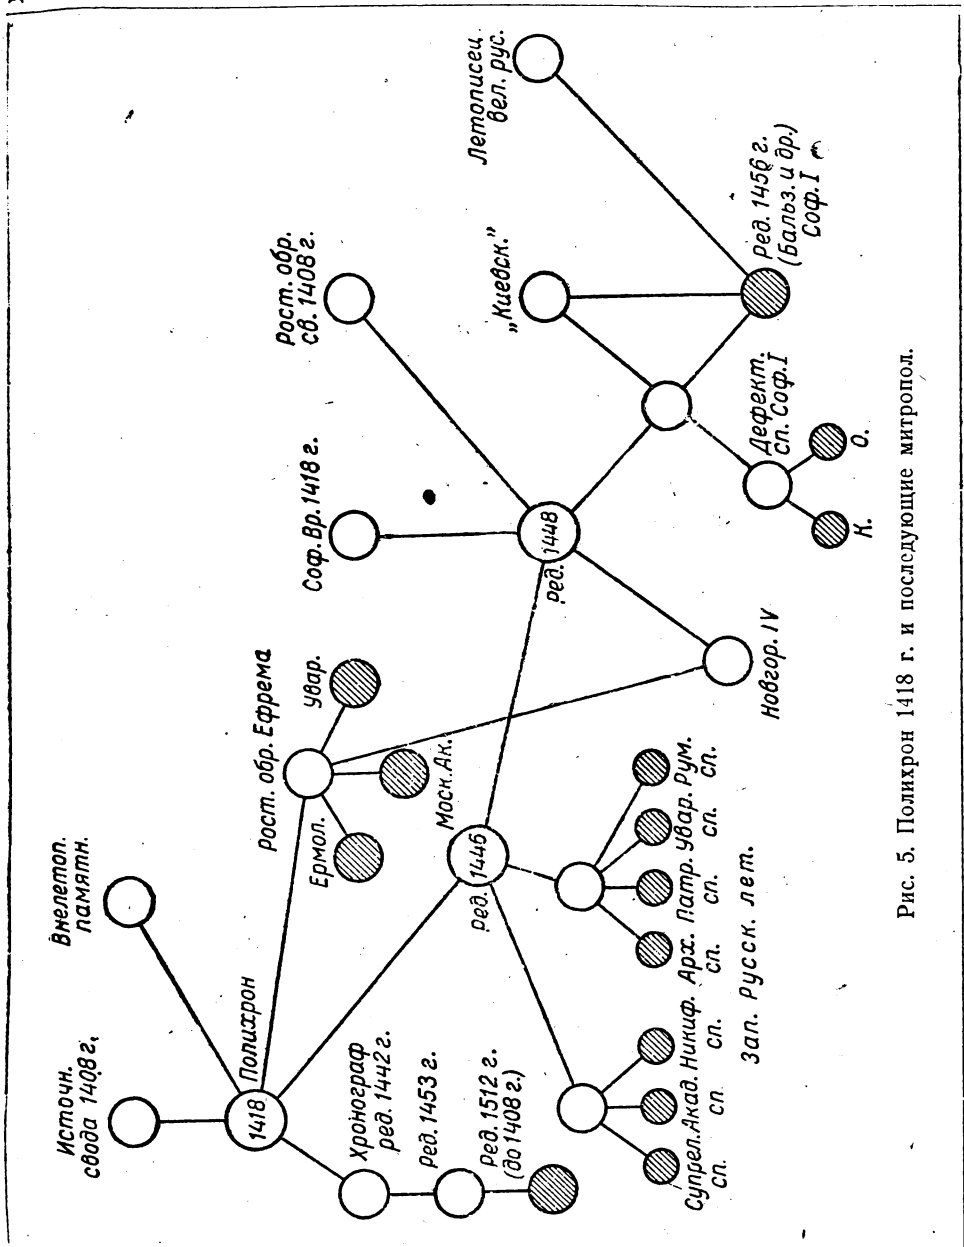 Источн.
свода 1408 г.
Внелетоп.
памятн.
1418
Полихрон
Рост. обр. Ефрема
Ермол.
Моск. Ак.
Увар.
Соф. Вр. 1418 г.
Рост. обр.
св. 1408 г.
Летописец
вел. рус.
„Киевск.”
Хронограф
ред. 1442 г.
Ред. 1453 г.
Ред. 1512 г.
(до 1408 г.)
ред. 1446
ред. 1448
Супрел. Акад. Никиф. Арх. Патр. Увар. Рум.
сп. сп. сп. сп. сп. сп. сп.
Зап. Русск. лет.
Новгор. IV
Дефект.
сп. Соф. I
К.
О.
Ред. 1456 г.
(Бальз. и др.)
Соф. I
Рис. 5. Полихрон 1418 г. и последующие митропол.